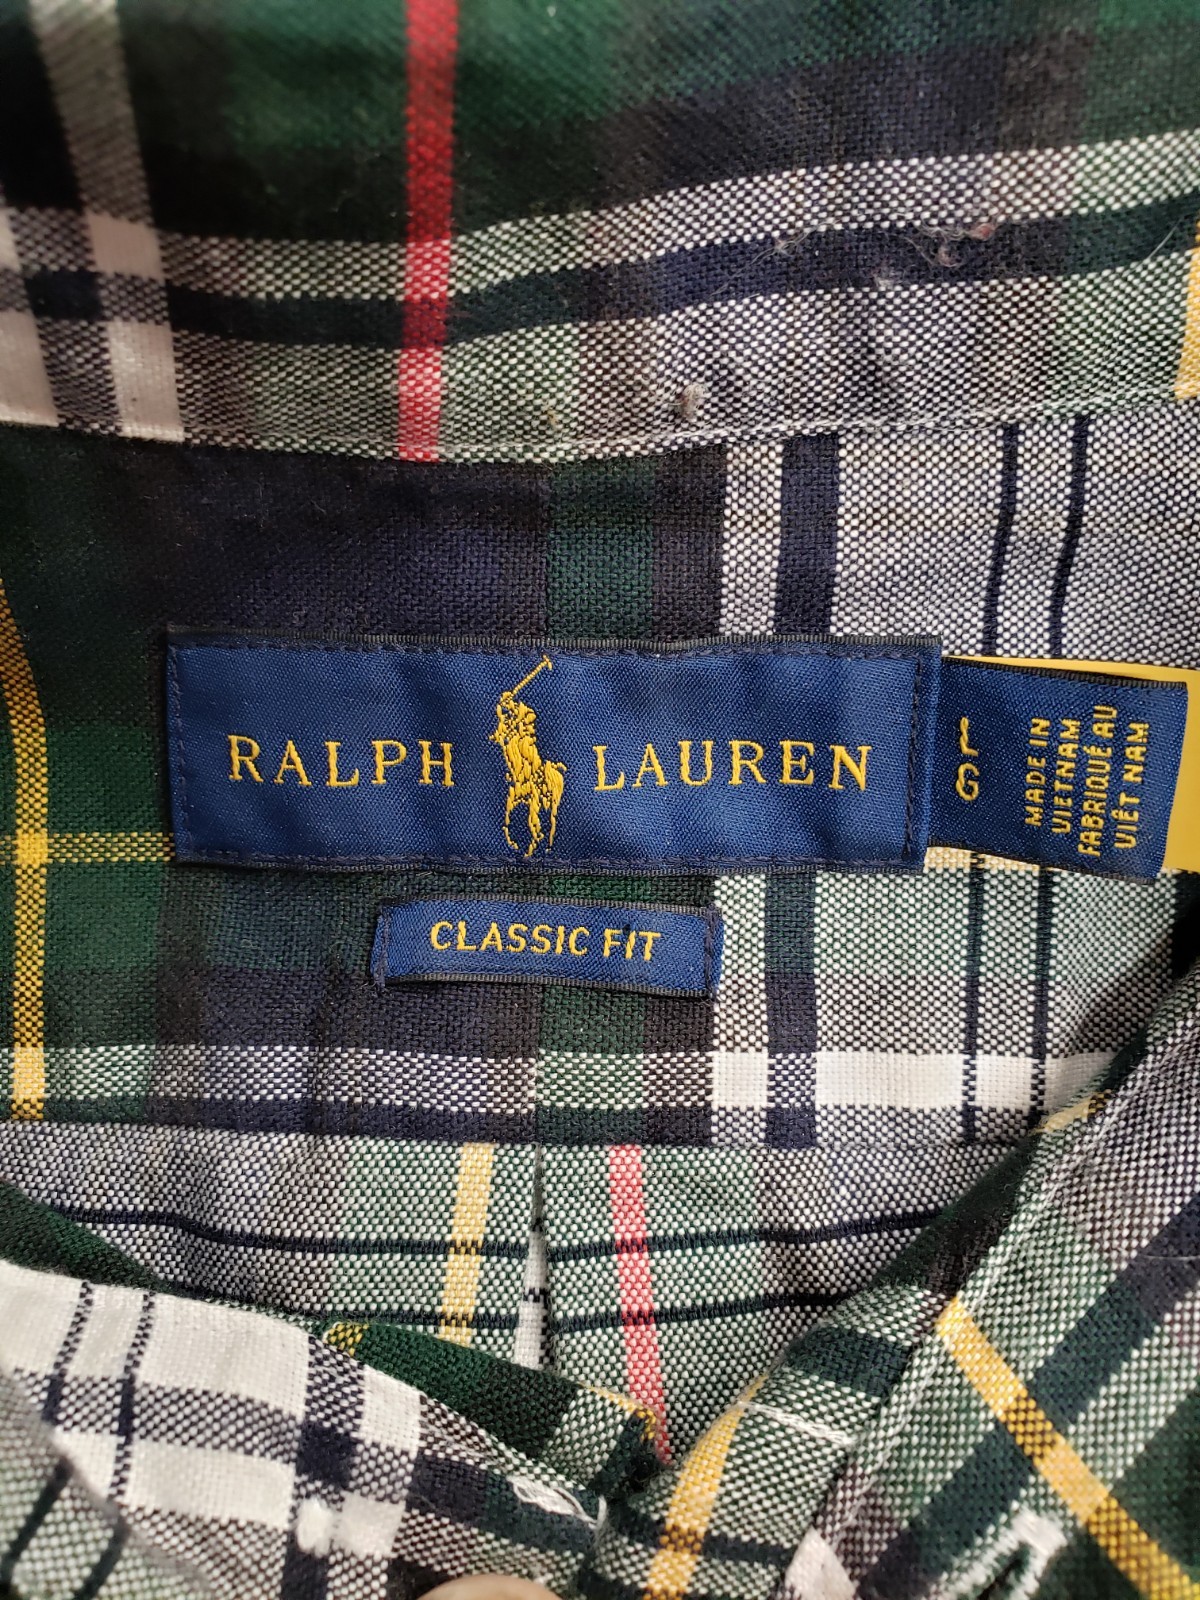 RALPH LAUREN
L
G
MADE IN
VIETNAM
FABRIQUÉ AU
VIÊT NAM
CLASSIC FIT